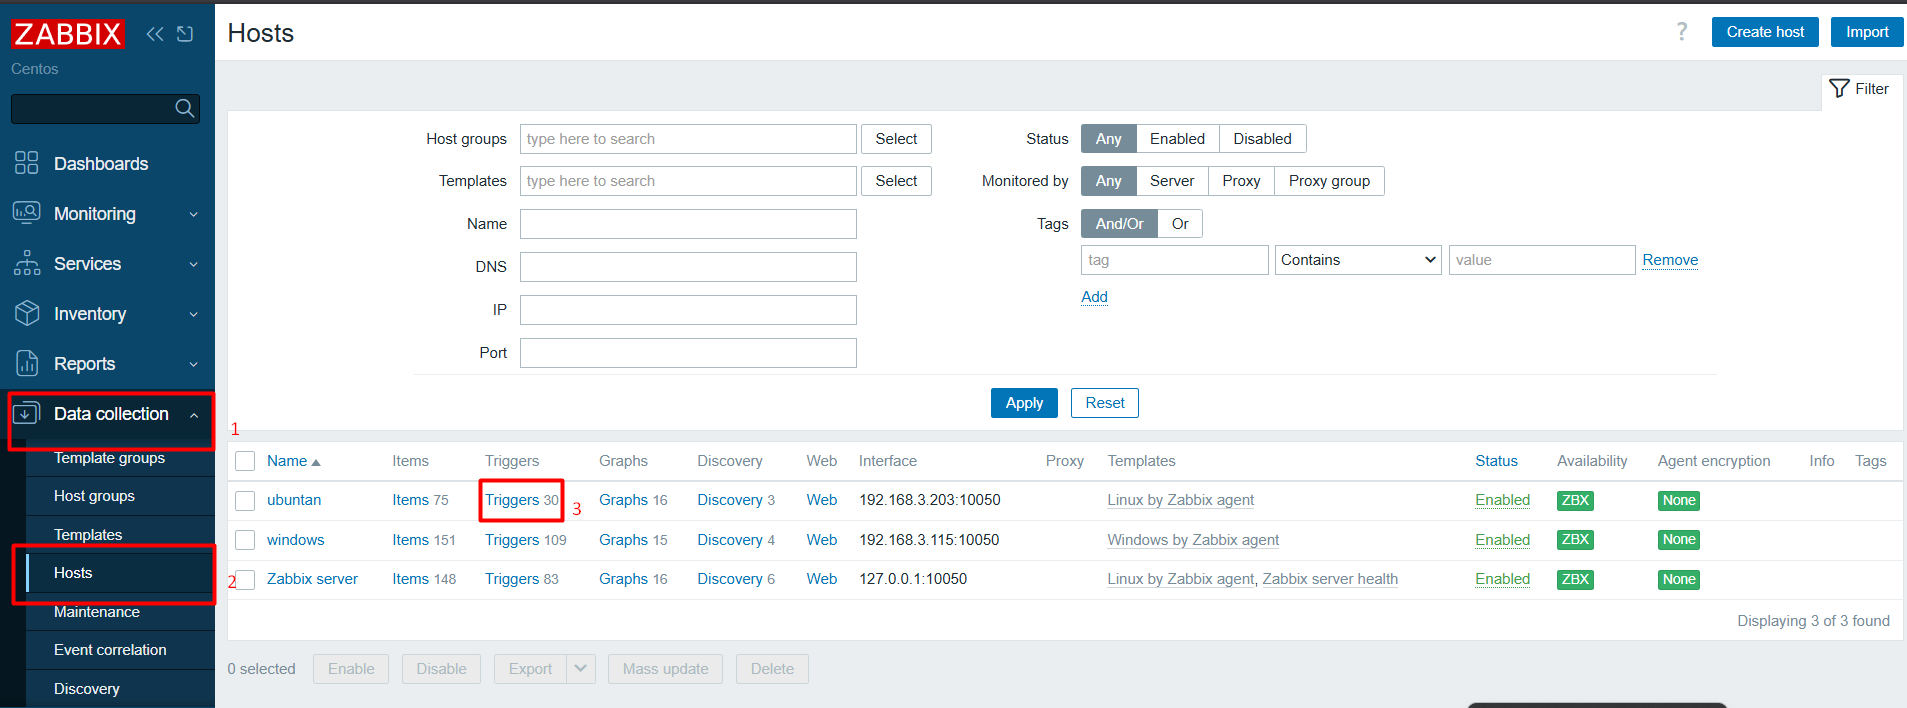 ZABBIX
Centos
Dashboards
Monitoring
Services
Inventory
Reports
Data collection
1
Template groups
Host groups
Templates
Hosts
2
Maintenance
Event correlation
Discovery
Hosts
? Create host Import
Filter
Host groups type here to search Select
Templates type here to search Select
Name
DNS
IP
Port
Status Any Enabled Disabled
Monitored by Any Server Proxy Proxy group
Tags And/Or Or
tag Contains value Remove
Add
Apply Reset
Name Items Triggers Graphs Discovery Web Interface Proxy Templates Status Availability Agent encryption Info Tags
ubuntan Items 75 Triggers 30 3 Graphs 16 Discovery 3 Web 192.168.3.203:10050 Linux by Zabbix agent Enabled ZBX None
windows Items 151 Triggers 109 Graphs 15 Discovery 4 Web 192.168.3.115:10050 Windows by Zabbix agent Enabled ZBX None
Zabbix server Items 148 Triggers 83 Graphs 16 Discovery 6 Web 127.0.0.1:10050 Linux by Zabbix agent, Zabbix server health Enabled ZBX None
Displaying 3 of 3 found
0 selected Enable Disable Export Mass update Delete